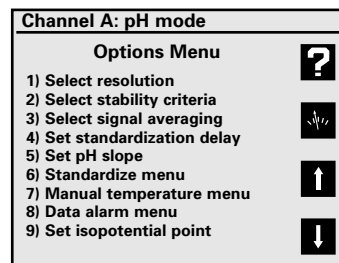 Channel A: pH mode
Options Menu
1) Select resolution
2) Select stability criteria
3) Select signal averaging
4) Set standardization delay
5) Set pH slope
6) Standardize menu
7) Manual temperature menu
8) Data alarm menu
9) Set isopotential point
?